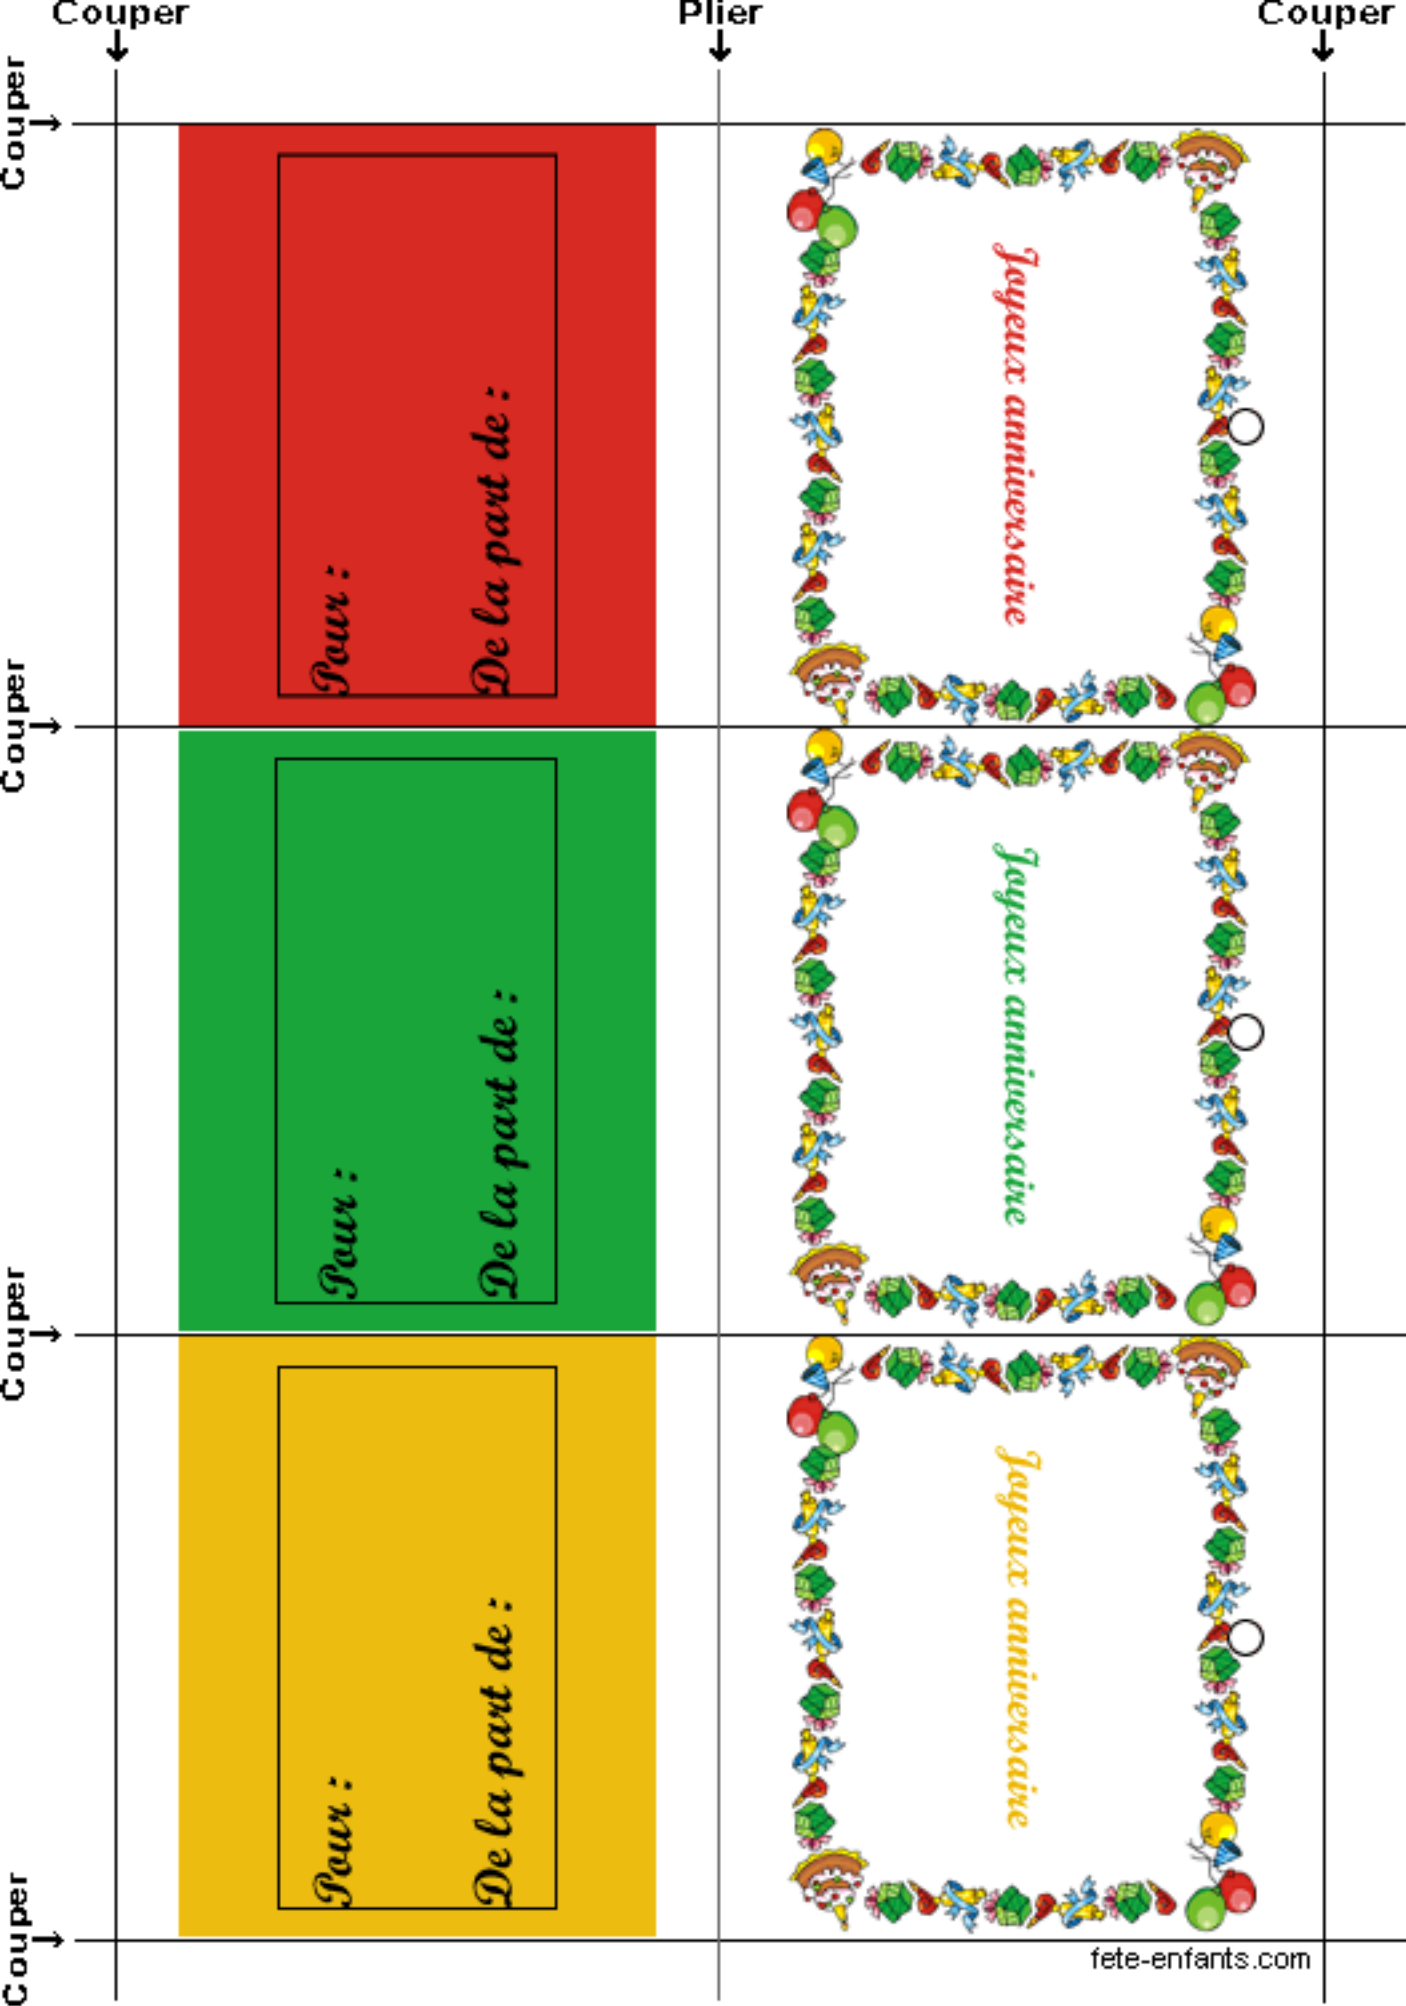 Couper
Plier
Couper
Couper
Pour :
De la part de :
Joyeux anniversaire
Couper
Pour :
De la part de :
Joyeux anniversaire
Couper
Pour :
De la part de :
Joyeux anniversaire
Couper
fete-enfants.com